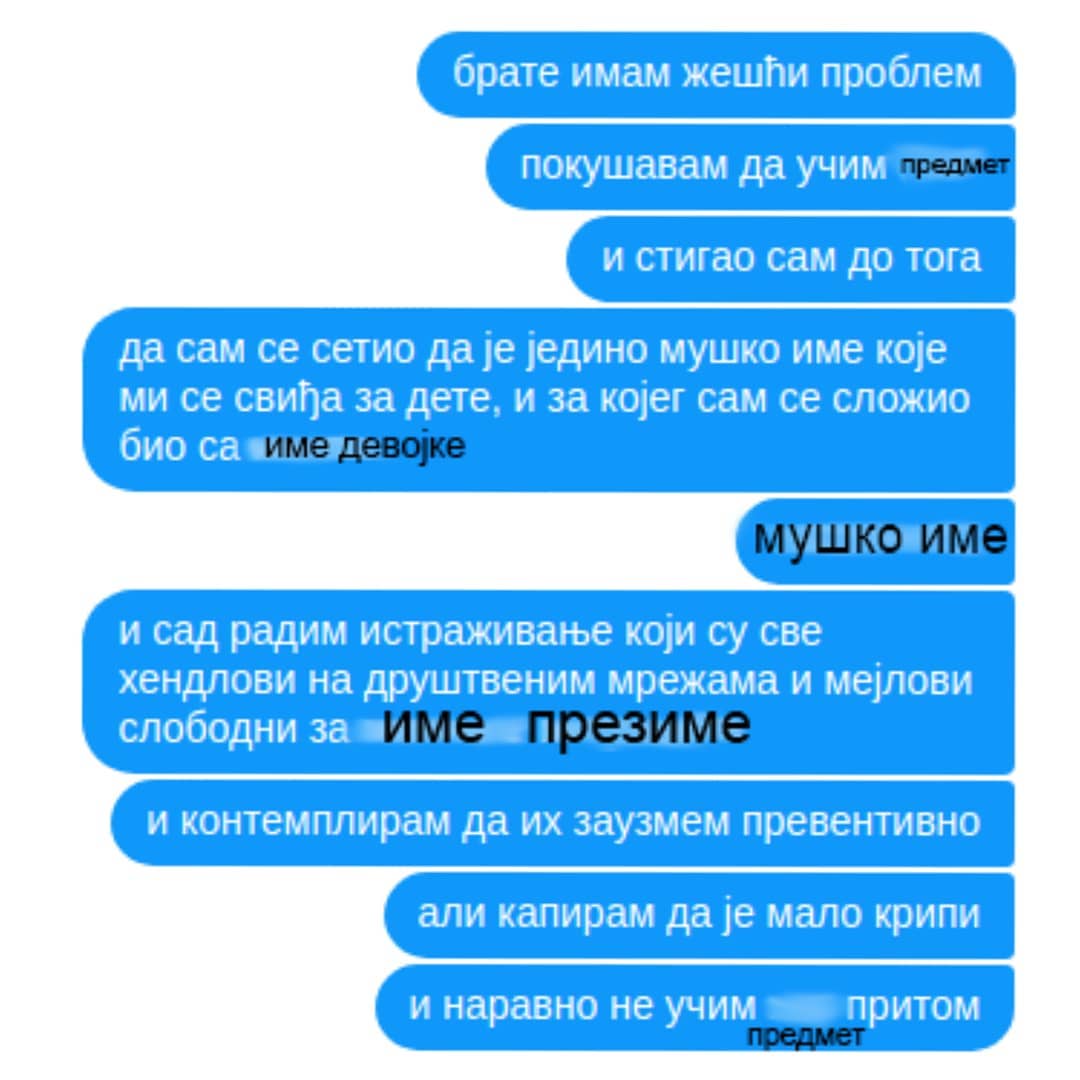 брате имам жешћи проблем
покушавам да учим предмет
и стигао сам до тога
да сам се сетио да је једино мушко име које
ми се свиђа за дете, и за којег сам се сложио
био са име девојке
мушко име
и сад радим истраживање који су све
хендлови на друштвеним мрежама и мејлови
слободни за име презиме
и контемплирам да их заузмем превентивно
али капирам да је мало крипи
и наравно не учим предмет притом